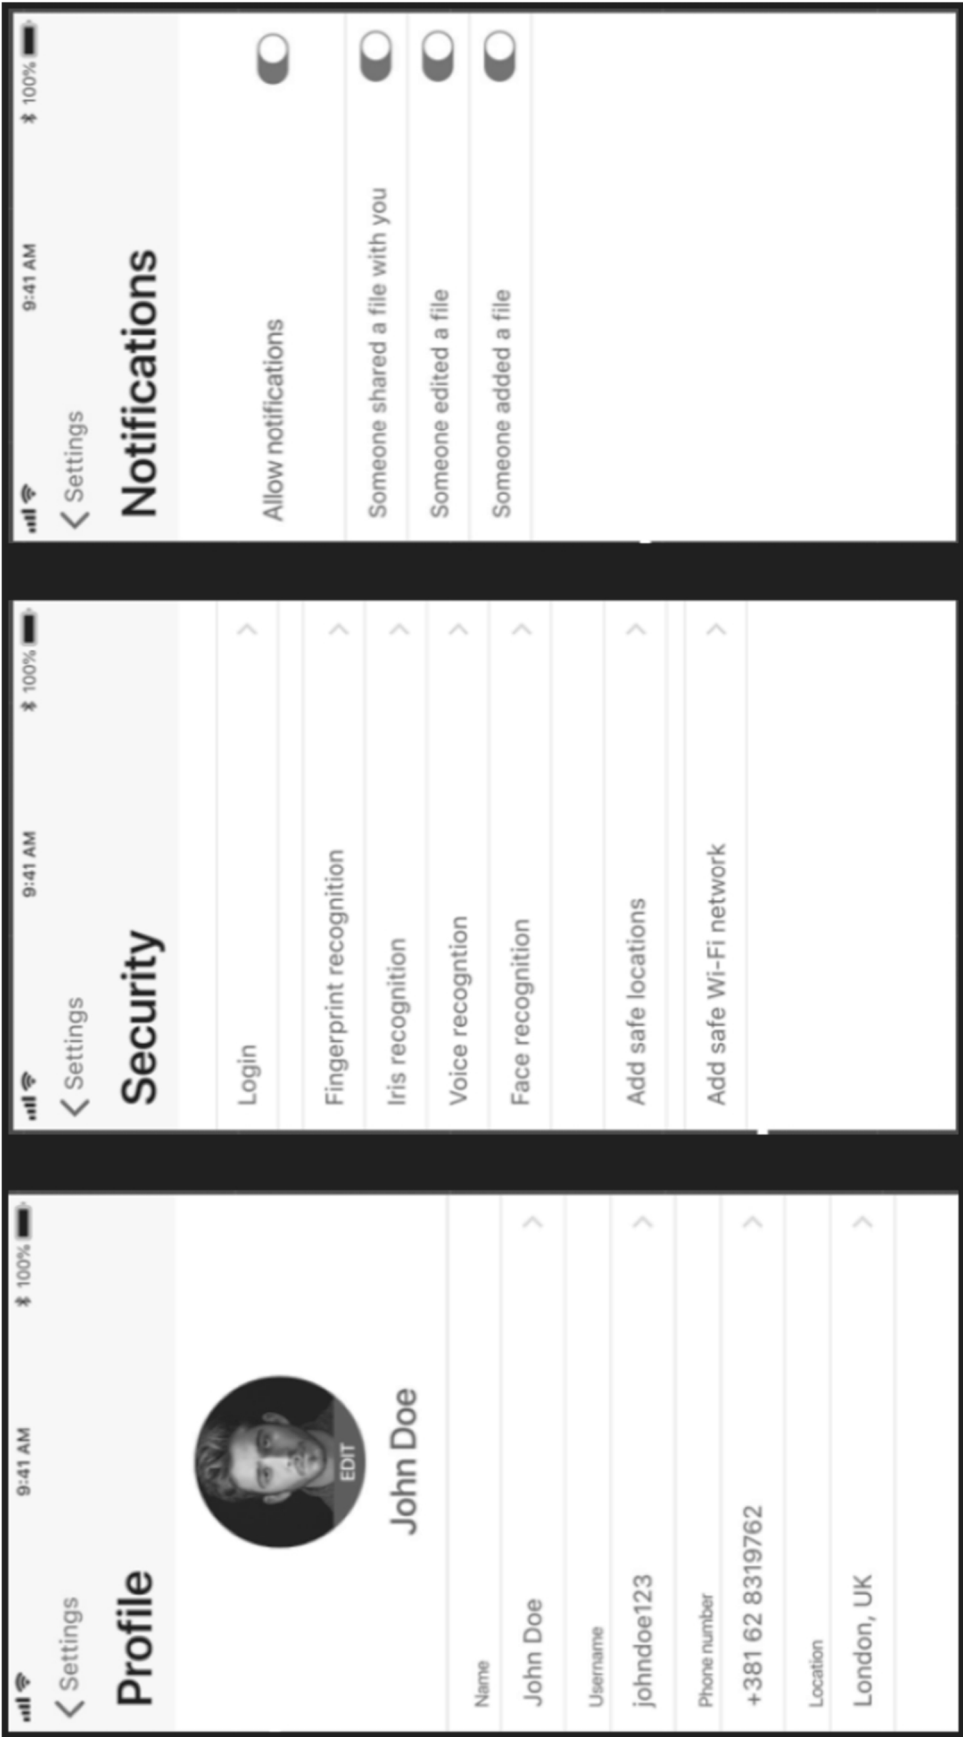 9:41 AM
100%
Settings
Profile
EDIT
John Doe
Name
John Doe
Username
johndoe123
Phone number
+381 62 8319762
Location
London, UK
9:41 AM
100%
Settings
Security
Login
Fingerprint recognition
Iris recognition
Voice recogntion
Face recognition
Add safe locations
Add safe Wi-Fi network
9:41 AM
100%
Settings
Notifications
Allow notifications
Someone shared a file with you
Someone edited a file
Someone added a file